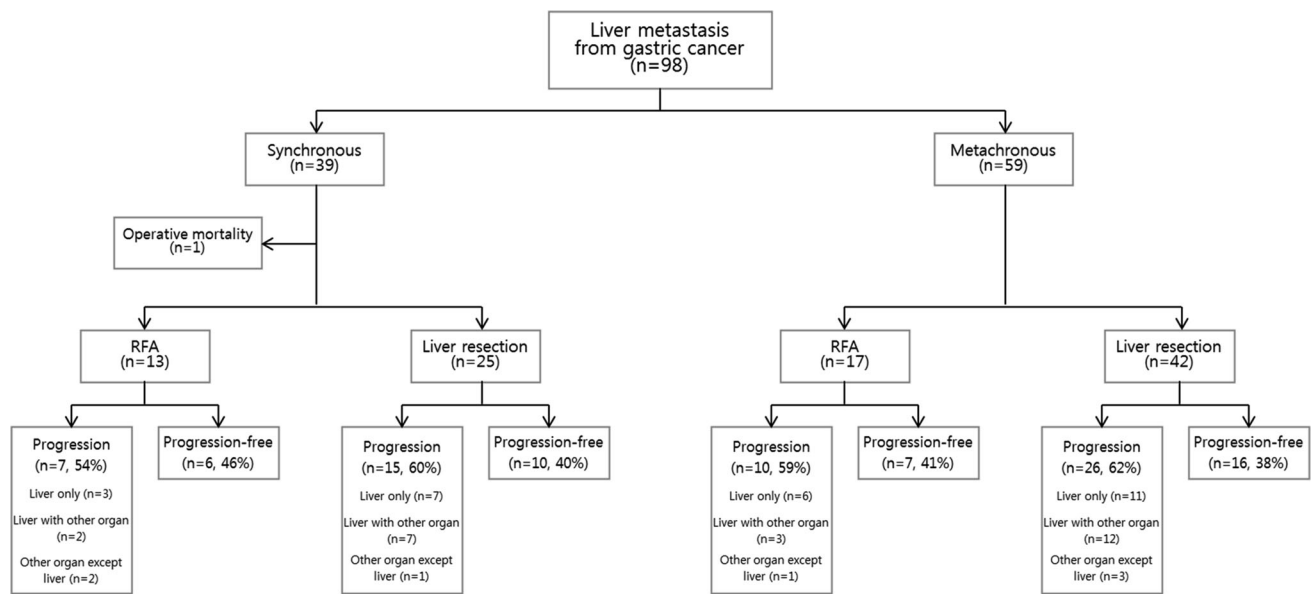 Liver metastasis
from gastric cancer
(n=98)
Synchronous
(n=39)
Metachronous
(n=59)
Operative mortality
(n=1)
RFA
(n=13)
Liver resection
(n=25)
RFA
(n=17)
Liver resection
(n=42)
Progression
(n=7, 54%)
Liver only (n=3)
Liver with other organ
(n=2)
Other organ except
liver (n=2)
Progression-free
(n=6, 46%)
Progression
(n=15, 60%)
Liver only (n=7)
Liver with other organ
(n=7)
Other organ except
liver (n=1)
Progression-free
(n=10, 40%)
Progression
(n=10, 59%)
Liver only (n=6)
Liver with other organ
(n=3)
Other organ except
liver (n=1)
Progression-free
(n=7, 41%)
Progression
(n=26, 62%)
Liver only (n=11)
Liver with other organ
(n=12)
Other organ except
liver (n=3)
Progression-free
(n=16, 38%)